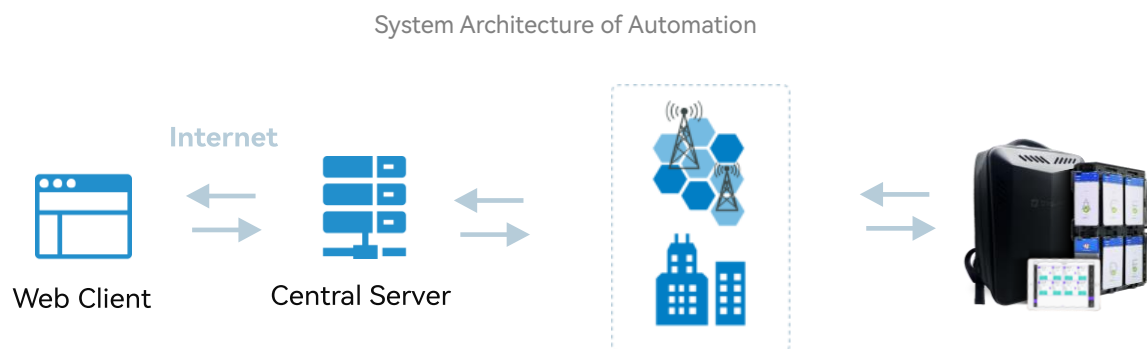 System Architecture of Automation
Internet
Web Client
Central Server